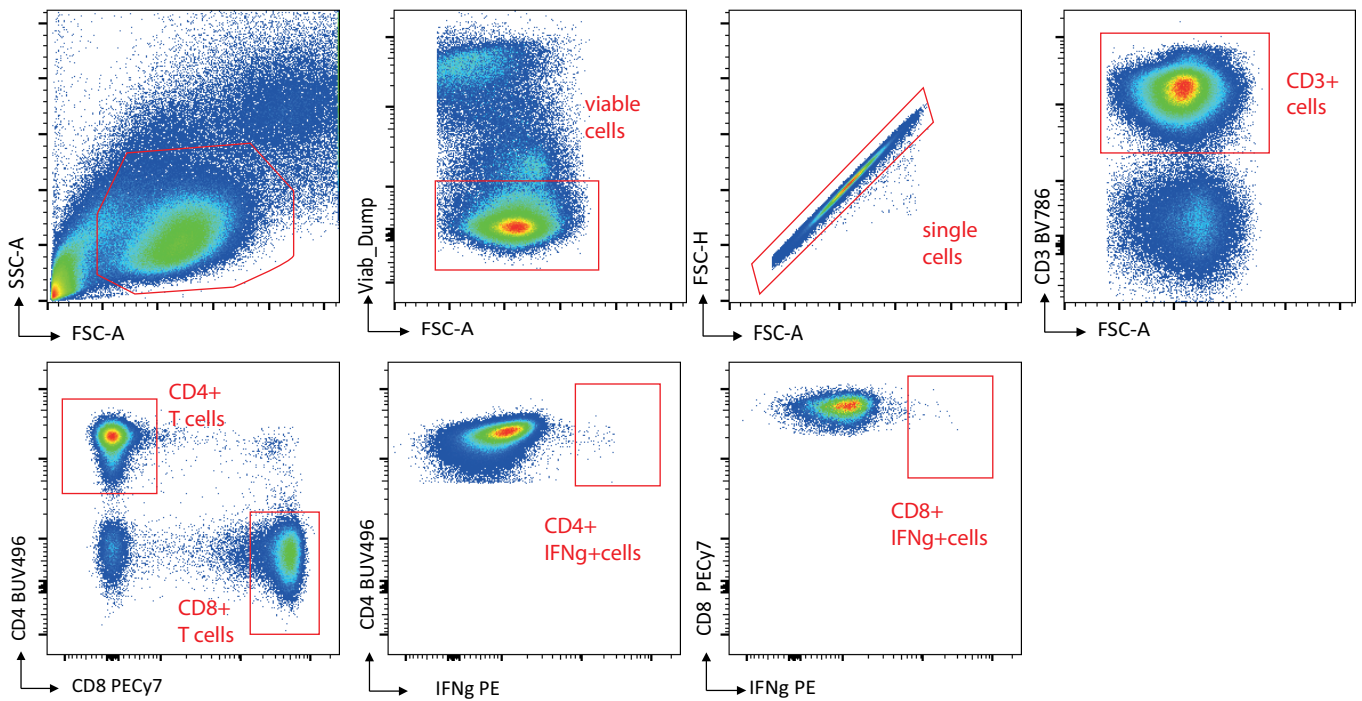 SSC-A
FSC-A
viable
cells
Viab_Dump
FSC-A
single
cells
FSC-H
FSC-A
CD3+
cells
CD3 BV786
FSC-A
CD4+
T cells
CD8+
T cells
CD4 BUV496
CD8 PECy7
CD4+
IFNg+cells
CD4 BUV496
IFNg PE
CD8+
IFNg+cells
CD8 PECy7
IFNg PE